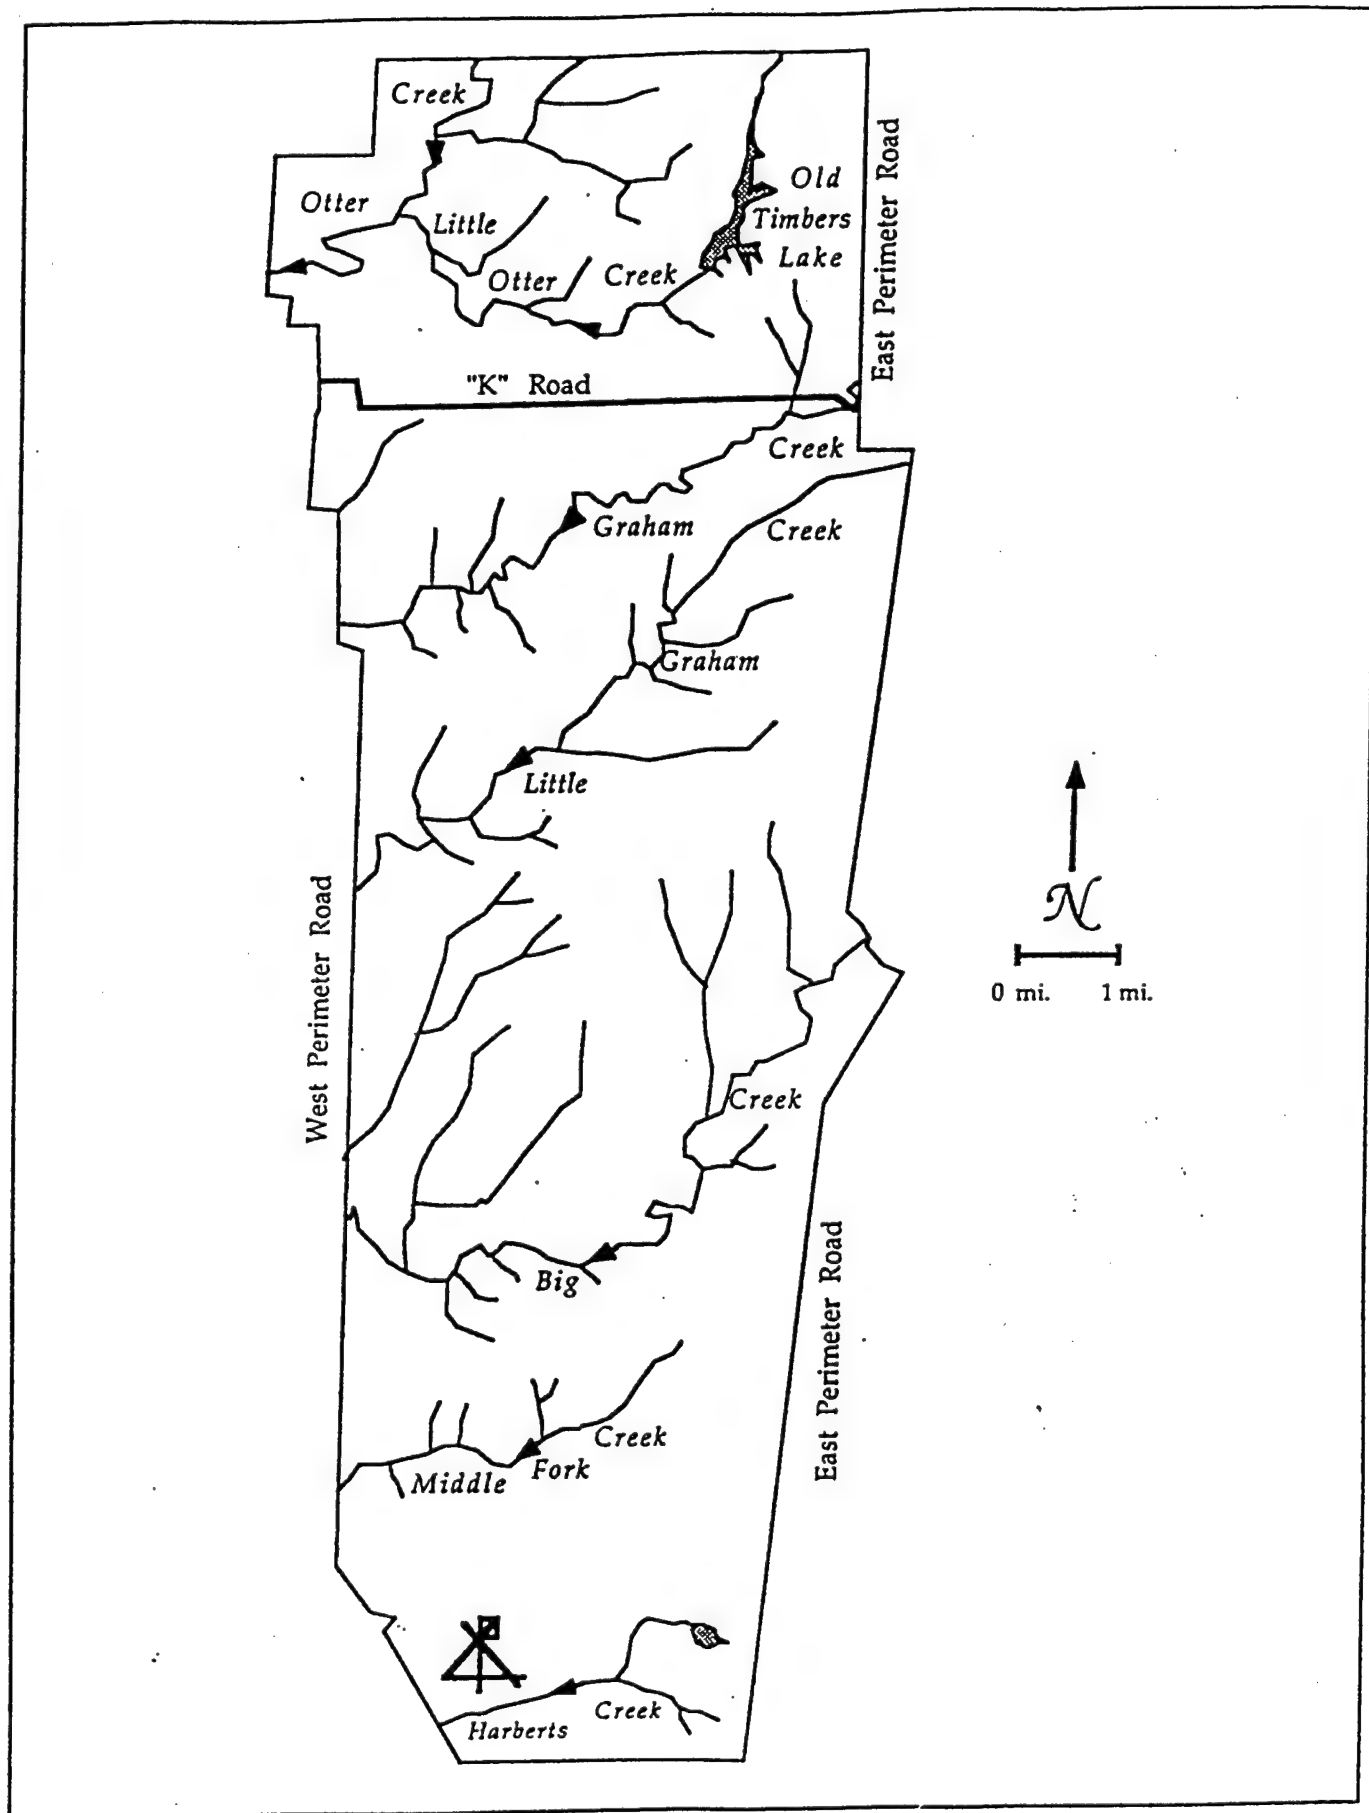 Creek
Otter
Little
Otter
Creek
Old
Timbers
Lake
East Perimeter Road
"K" Road
Creek
Graham
Creek
Graham
Little
West Perimeter Road
N
0 mi. 1 mi.
Creek
Big
East Perimeter Road
Creek
Fork
Middle
Creek
Harberts